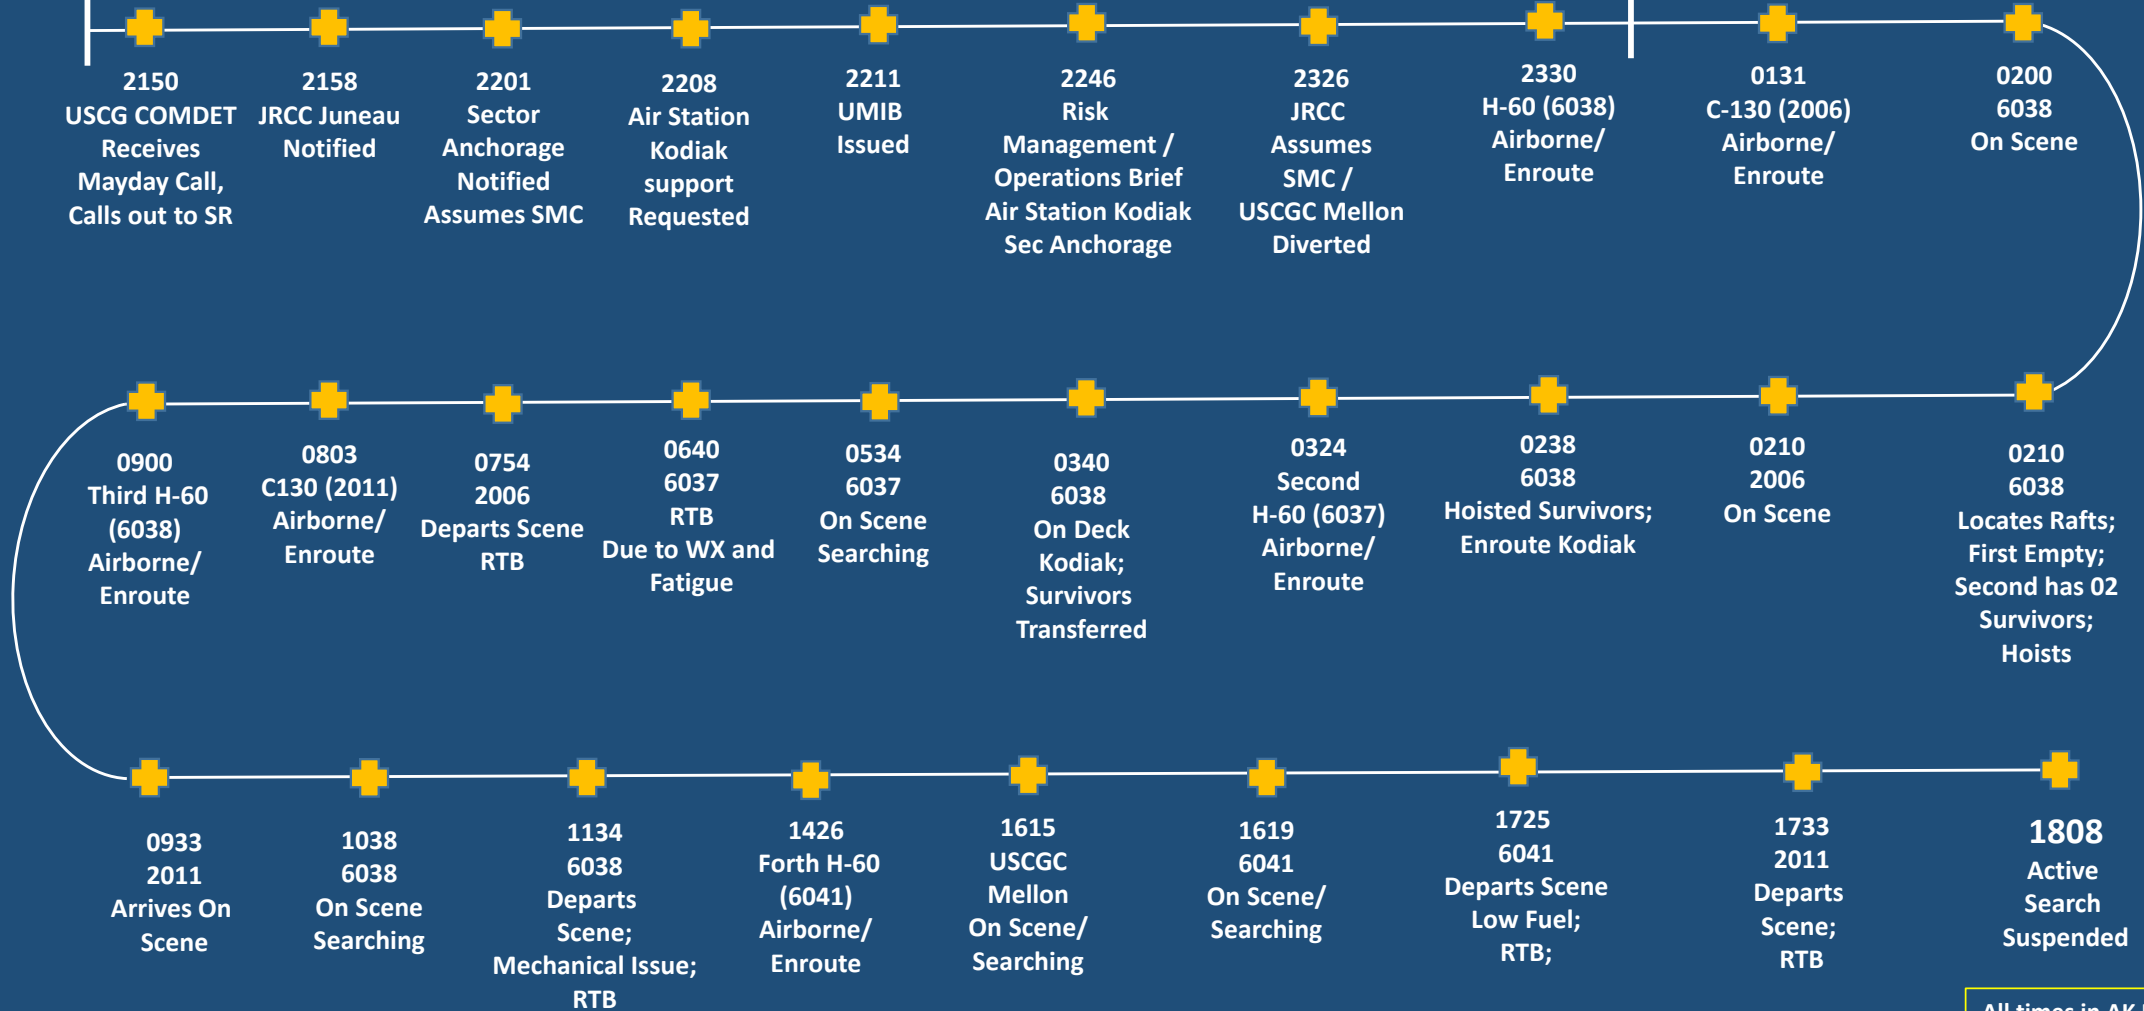 2150
USCG COMDET
Receives
Mayday Call,
Calls out to SR
2158
JRCC Juneau
Notified
2201
Sector
Anchorage
Notified
Assumes SMC
2208
Air Station
Kodiak
support
Requested
2211
UMIB
Issued
2246
Risk
Management /
Operations Brief
Air Station Kodiak
Sec Anchorage
2326
JRCC
Assumes
SMC /
USCGC Mellon
Diverted
2330
H-60 (6038)
Airborne/
Enroute
0131
C-130 (2006)
Airborne/
Enroute
0200
6038
On Scene
0900
Third H-60
(6038)
Airborne/
Enroute
0803
C130 (2011)
Airborne/
Enroute
0754
2006
Departs Scene
RTB
0640
6037
RTB
Due to WX and
Fatigue
0534
6037
On Scene
Searching
0340
6038
On Deck
Kodiak;
Survivors
Transferred
0324
Second
H-60 (6037)
Airborne/
Enroute
0238
6038
Hoisted Survivors;
Enroute Kodiak
0210
2006
On Scene
0210
6038
Locates Rafts;
First Empty;
Second has 02
Survivors;
Hoists
0933
2011
Arrives On
Scene
1038
6038
On Scene
Searching
1134
6038
Departs
Scene;
Mechanical Issue;
RTB
1426
Forth H-60
(6041)
Airborne/
Enroute
1615
USCGC
Mellon
On Scene/
Searching
1619
6041
On Scene/
Searching
1725
6041
Departs Scene
Low Fuel;
RTB;
1733
2011
Departs
Scene;
RTB
1808
Active
Search
Suspended
All times in AK